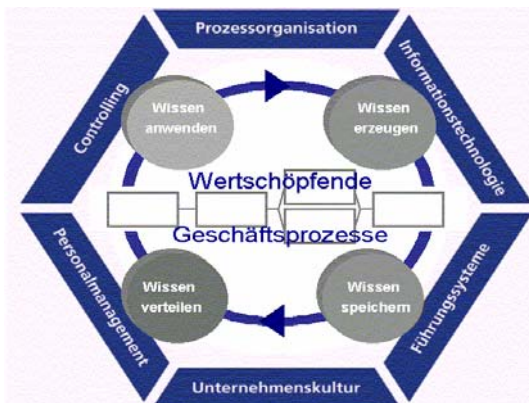 Prozessorganisation
Controlling
Informationstechnologie
Wissen
anwenden
Wissen
erzeugen
Wertschöpfende
Geschäftsprozesse
Wissen
verteilen
Wissen
speichern
Personalmanagement
Führungssysteme
Unternehmenskultur